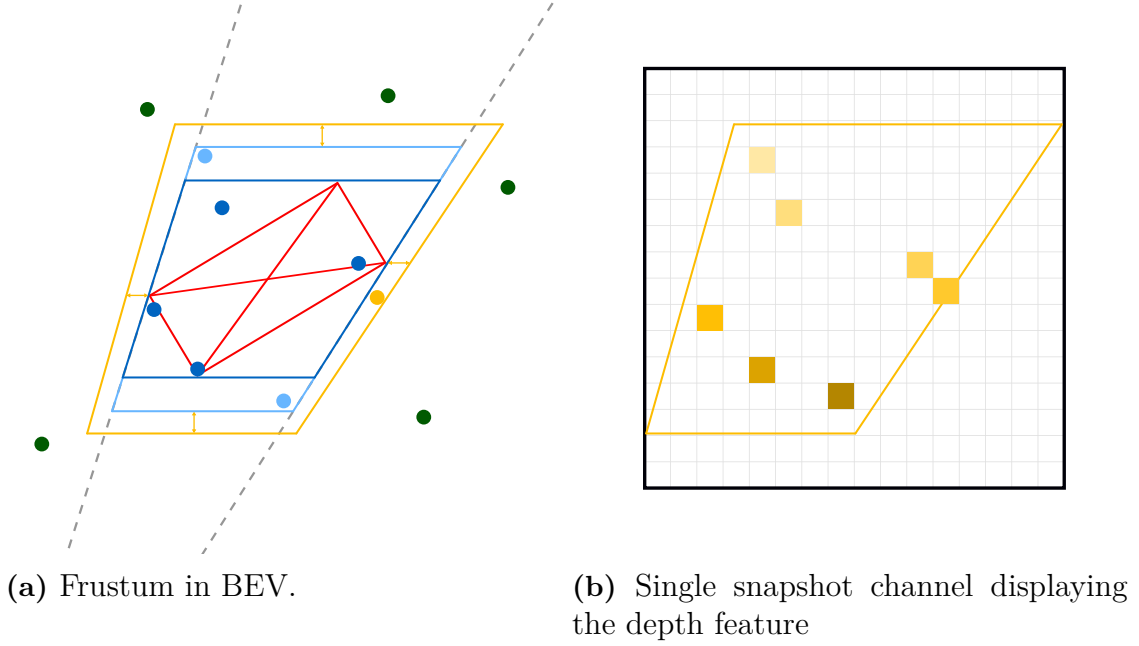 (a) Frustum in BEV.
(b) Single snapshot channel displaying
the depth feature